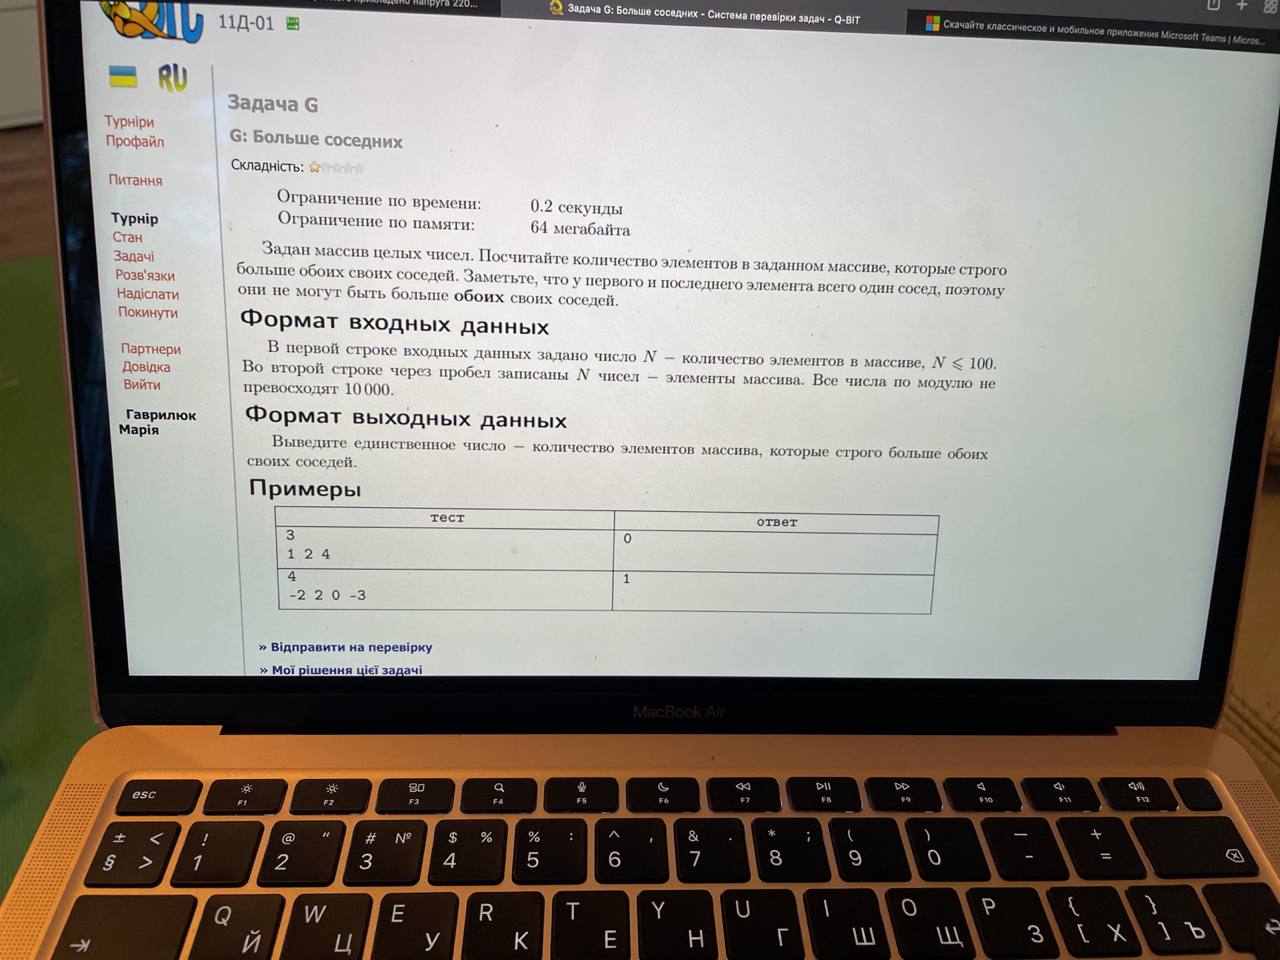 Задача G: Больше соседних - Система перевірки задач - Q-BIT
Скачайте классическое и мобильное приложения Microsoft Teams | Micros...
11Д-01
RU
Турніри
Профайл
Питання
Турнір
Стан
Задачі
Розв'язки
Надіслати
Покинути
Партнери
Довідка
Вийти
Гаврилюк
Марія
Задача G
G: Больше соседних
Складність:
Ограничение по времени: 0.2 секунды
Ограничение по памяти: 64 мегабайта
Задан массив целых чисел. Посчитайте количество элементов в заданном массиве, которые строго
больше обоих своих соседей. Заметьте, что у первого и последнего элемента всего один сосед, поэтому
они не могут быть больше обоих своих соседей.
Формат входных данных
В первой строке входных данных задано число N — количество элементов в массиве, N ⩽ 100.
Во второй строке через пробел записаны N чисел — элементы массива. Все числа по модулю не
превосходят 10 000.
Формат выходных данных
Выведите единственное число — количество элементов массива, которые строго больше обоих
своих соседей.
Примеры
тест ответ
3 0
1 2 4
4 1
-2 2 0 -3
» Відправити на перевірку
» Мої рішення цієї задачі
MacBook Air
esc F1 F2 F3 F4 F5 F6 F7 F8 F9 F10 F11 F12
± < ! @ " # № $ % % : ^ , & . * ; ( ) — +
§ > 1 2 3 4 5 6 7 8 9 0 - =
Q W E R T Y U I O P { }
Й Ц У К Е Н Г Ш Щ З [ Х ] Ъ